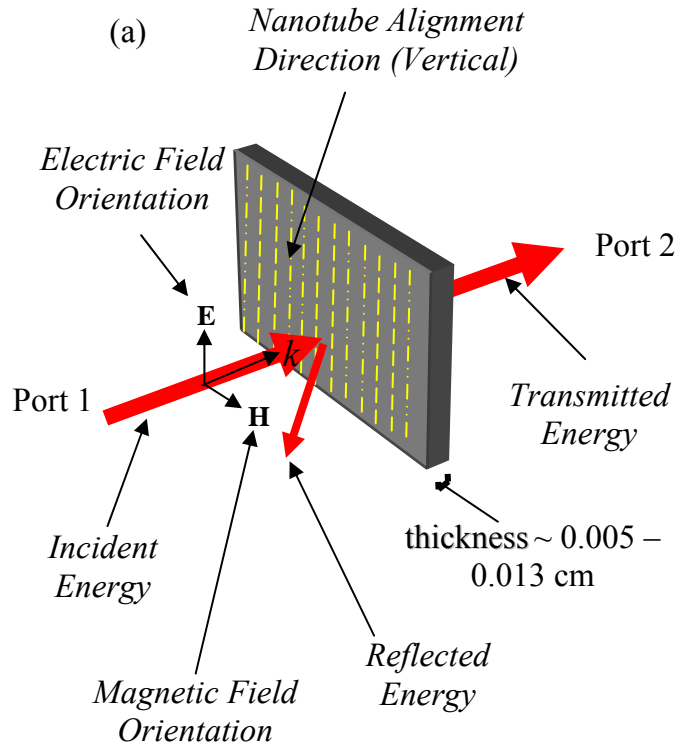 (a)
Nanotube Alignment
Direction (Vertical)
Electric Field
Orientation
Port 2
E
k
Port 1
H
Transmitted
Energy
thickness ~ 0.005 –
0.013 cm
Incident
Energy
Reflected
Energy
Magnetic Field
Orientation